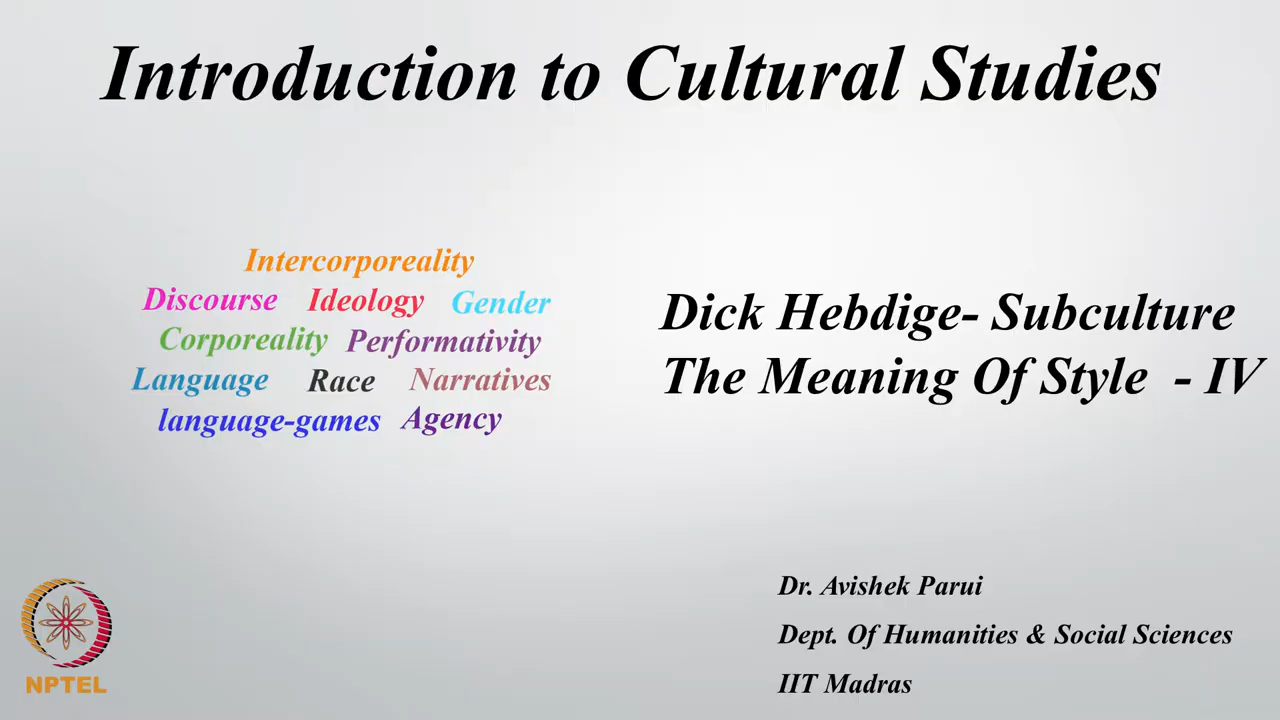 Introduction to Cultural Studies
Intercorporeality
Discourse Ideology Gender
Corporeality Performativity
Language Race Narratives
language-games Agency
Dick Hebdige- Subculture
The Meaning Of Style - IV
Dr. Avishek Parui
Dept. Of Humanities & Social Sciences
IIT Madras
NPTEL